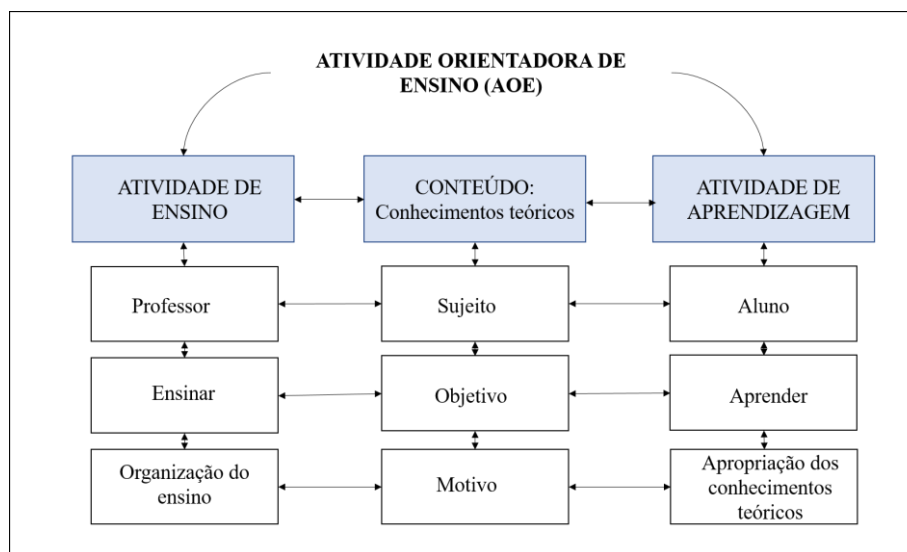 ATIVIDADE ORIENTADORA DE
ENSINO (AOE)
ATIVIDADE DE
ENSINO
CONTEÚDO:
Conhecimentos teóricos
ATIVIDADE DE
APRENDIZAGEM
Professor
Sujeito
Aluno
Ensinar
Objetivo
Aprender
Organização do
ensino
Motivo
Apropriação dos
conhecimentos
teóricos